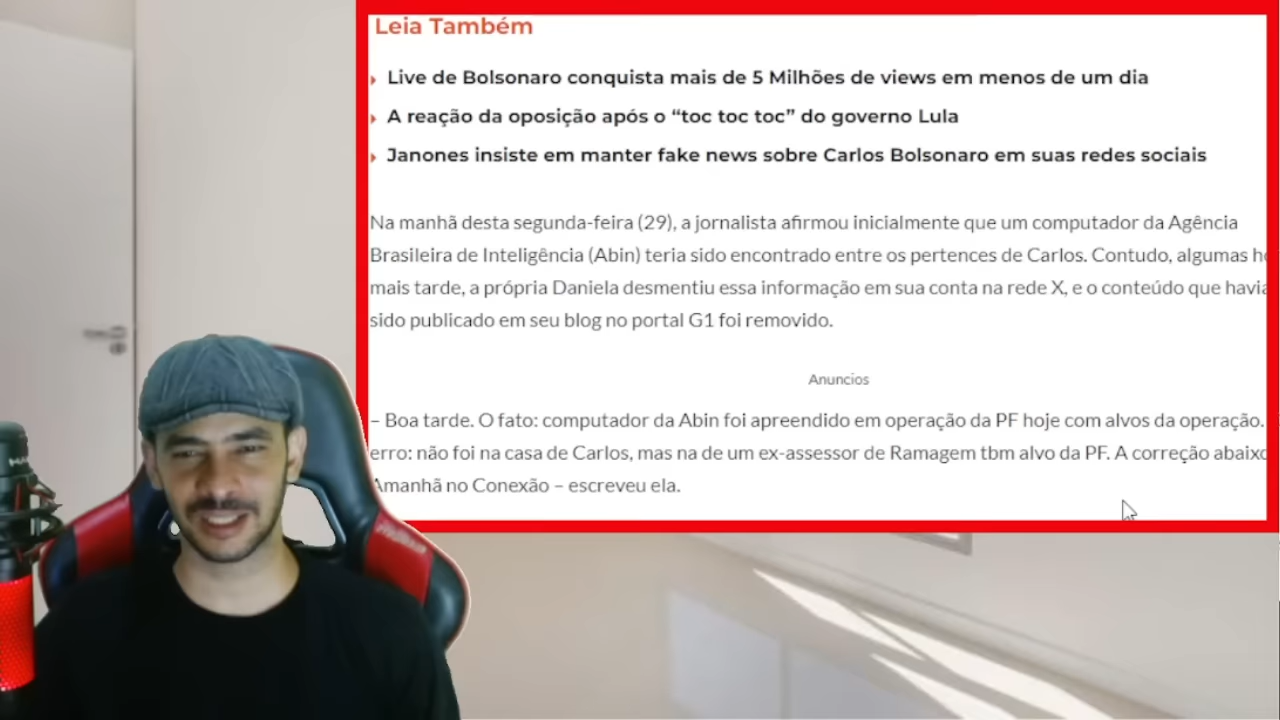 Leia Também
Live de Bolsonaro conquista mais de 5 Milhões de views em menos de um dia
A reação da oposição após o “toc toc toc” do governo Lula
Janones insiste em manter fake news sobre Carlos Bolsonaro em suas redes sociais
Na manhã desta segunda-feira (29), a jornalista afirmou inicialmente que um computador da Agência
Brasileira de Inteligência (Abin) teria sido encontrado entre os pertences de Carlos. Contudo, algumas
mais tarde, a própria Daniela desmentiu essa informação em sua conta na rede X, e o conteúdo que
sido publicado em seu blog no portal G1 foi removido.
Anuncios
– Boa tarde. O fato: computador da Abin foi apreendido em operação da PF hoje com alvos da operação.
erro: não foi na casa de Carlos, mas na de um ex-assessor de Ramagem tbm alvo da PF. A correção
Amanhã no Conexão – escreveu ela.